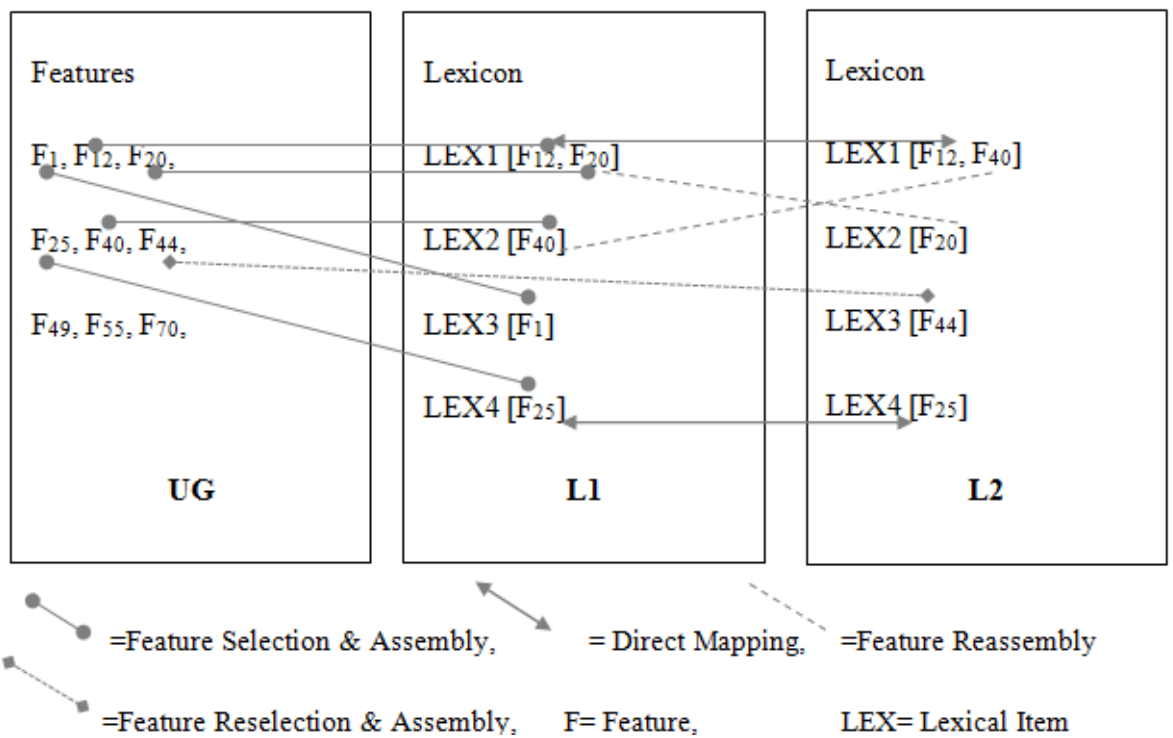 Features
F1, F12, F20,
F25, F40, F44,
F49, F55, F70,
UG
Lexicon
LEX1 [F12, F20]
LEX2 [F40]
LEX3 [F1]
LEX4 [F25]
L1
Lexicon
LEX1 [F12, F40]
LEX2 [F20]
LEX3 [F44]
LEX4 [F25]
L2
=Feature Selection & Assembly, = Direct Mapping, =Feature Reassembly
=Feature Reselection & Assembly, F= Feature, LEX= Lexical Item